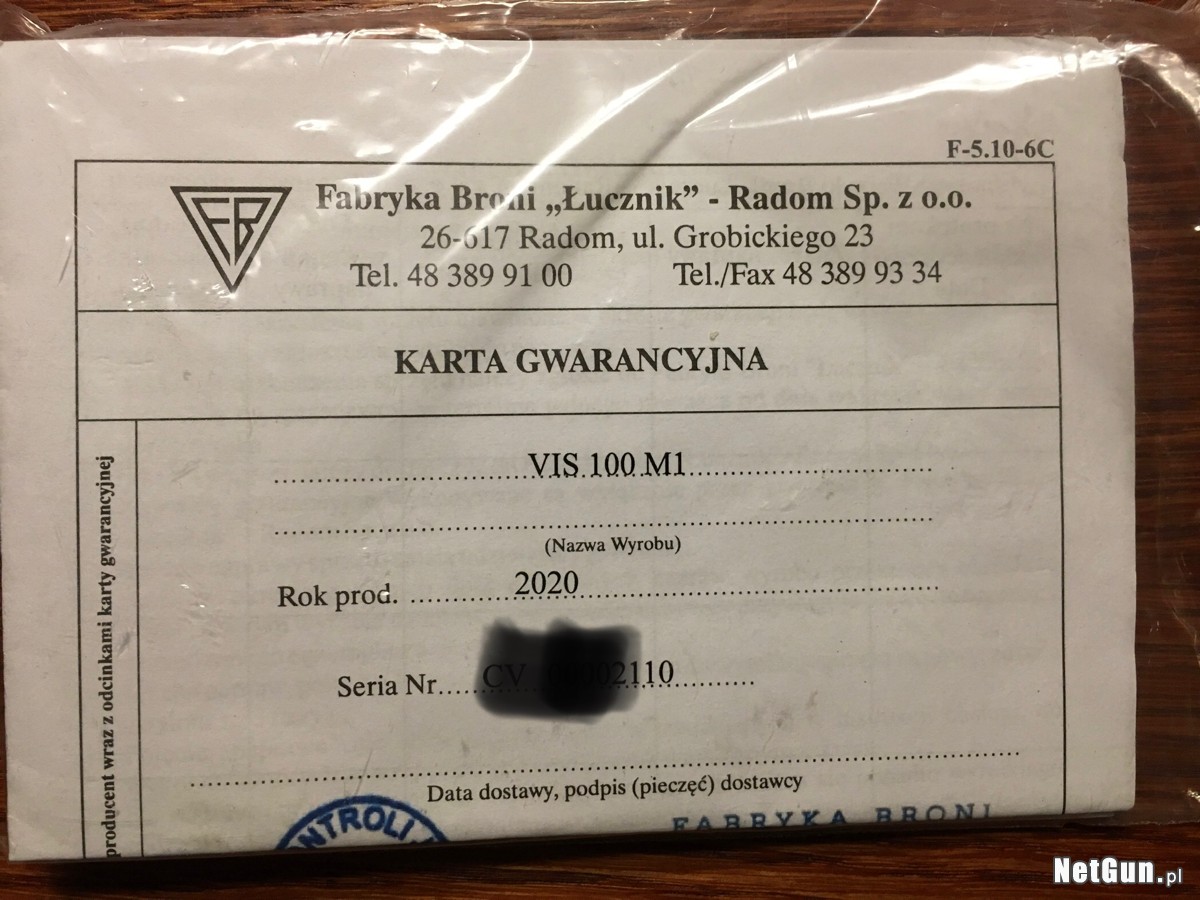 F-5.10-6C
FB
Fabryka Broni „Łucznik” - Radom Sp. z o.o.
26-617 Radom, ul. Grobickiego 23
Tel. 48 389 91 00 Tel./Fax 48 389 93 34
KARTA GWARANCYJNA
producent wraz z odcinkami karty gwarancyjnej
VIS 100 M1
(Nazwa Wyrobu)
Rok prod. 2020
Seria Nr. CV
Data dostawy, podpis (pieczęć) dostawcy
FABRYKA BRONI
NetGun.pl